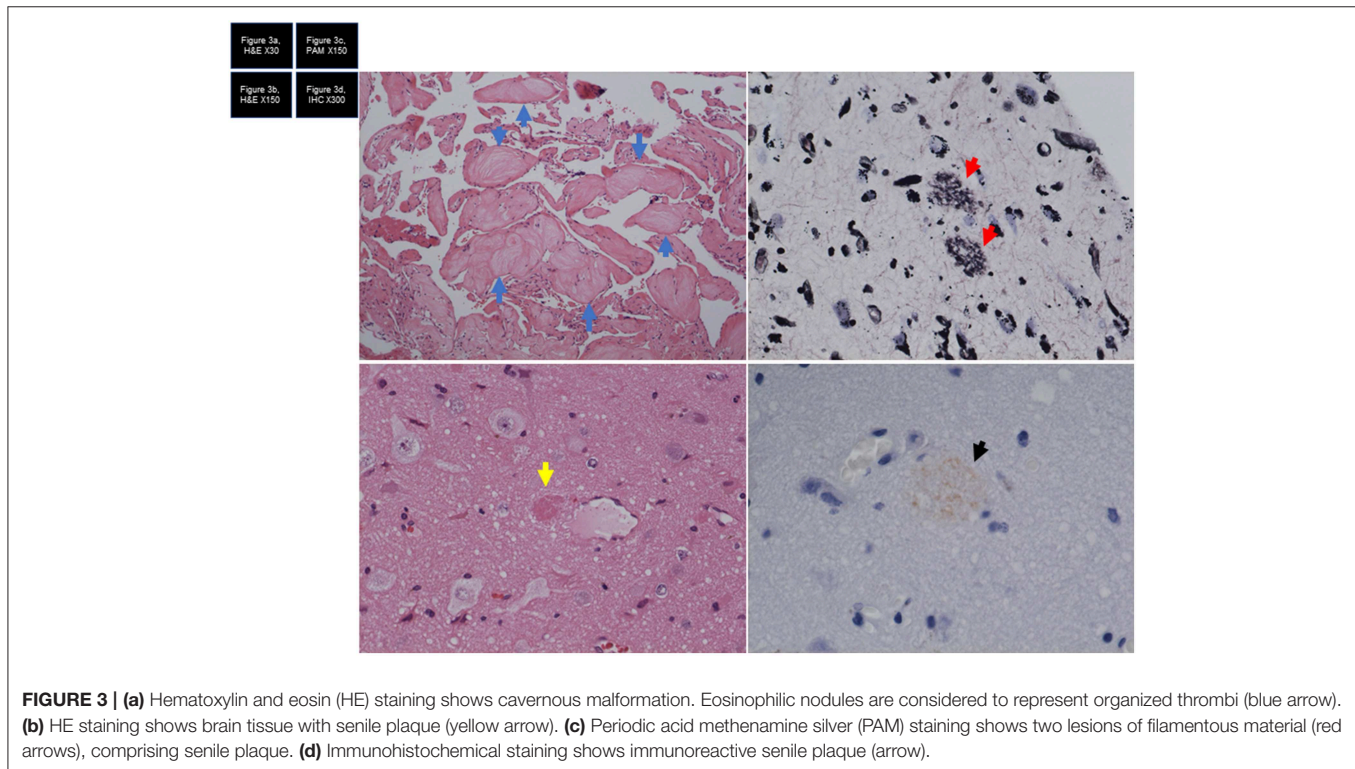 Figure 3a,
H&E X30
Figure 3c,
PAM X150
Figure 3b,
H&E X150
Figure 3d,
IHC X300
FIGURE 3 | (a) Hematoxylin and eosin (HE) staining shows cavernous malformation. Eosinophilic nodules are considered to represent organized thrombi (blue arrow).
(b) HE staining shows brain tissue with senile plaque (yellow arrow). (c) Periodic acid methenamine silver (PAM) staining shows two lesions of filamentous material (red
arrows), comprising senile plaque. (d) Immunohistochemical staining shows immunoreactive senile plaque (arrow).